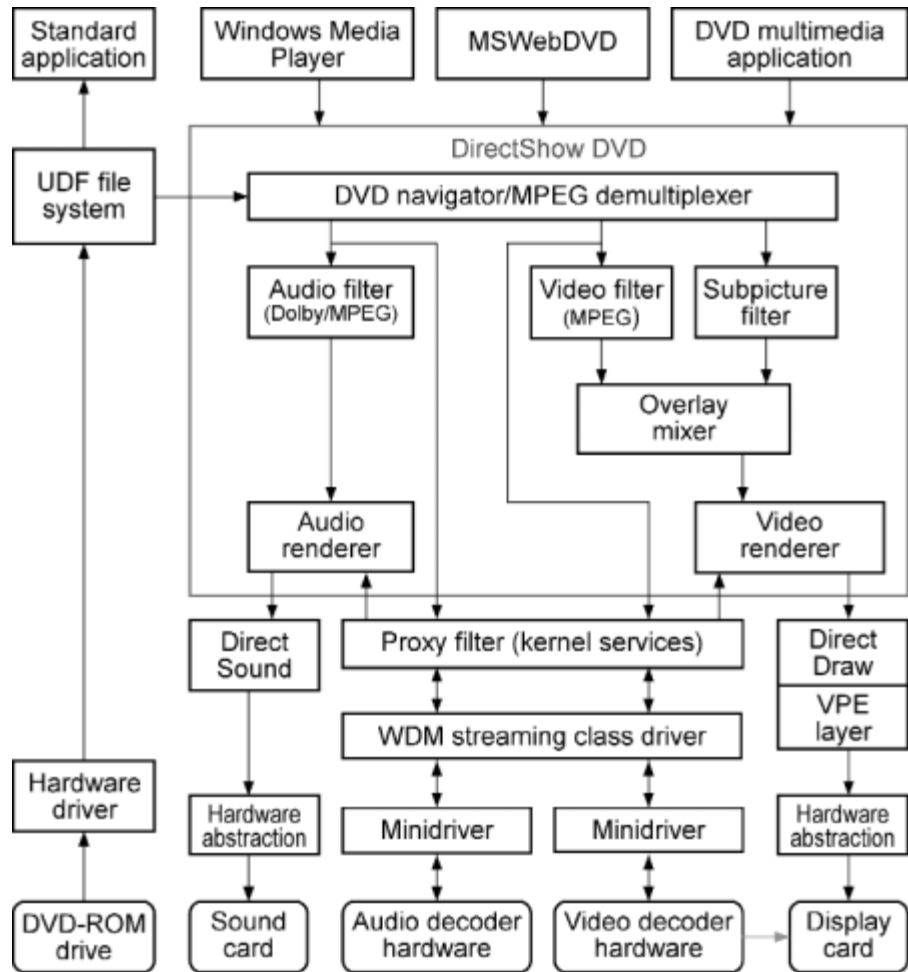 Standard
application
Windows Media
Player
MSWebDVD
DVD multimedia
application
DirectShow DVD
UDF file
system
DVD navigator/MPEG demultiplexer
Audio filter
(Dolby/MPEG)
Video filter
(MPEG)
Subpicture
filter
Overlay
mixer
Audio
renderer
Video
renderer
Direct
Sound
Proxy filter (kernel services)
Direct
Draw
VPE
layer
WDM streaming class driver
Hardware
driver
Hardware
abstraction
Minidriver
Minidriver
Hardware
abstraction
DVD-ROM
drive
Sound
card
Audio decoder
hardware
Video decoder
hardware
Display
card